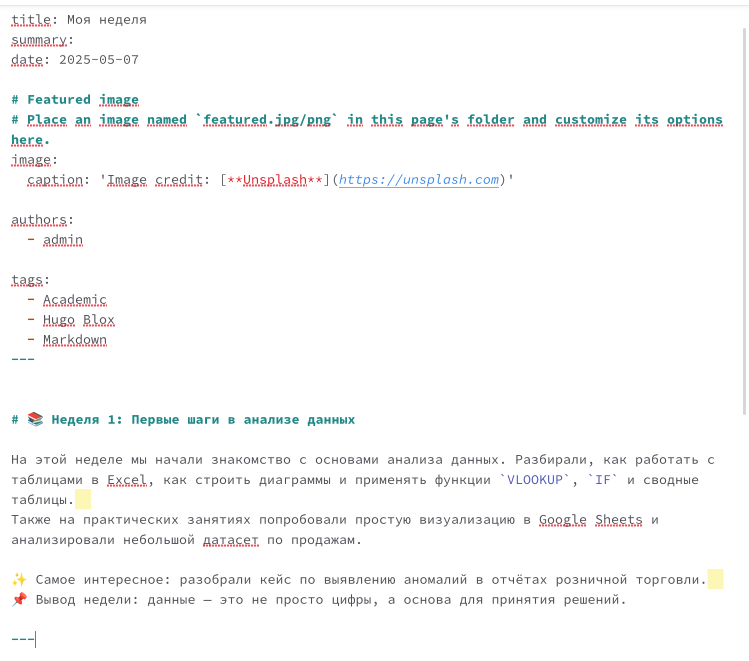 title: Моя неделя
summary:
date: 2025-05-07
# Featured image
# Place an image named `featured.jpg/png` in this page's folder and customize its options
here.
image:
caption: 'Image credit: [**Unsplash**](https://unsplash.com)'
authors:
- admin
tags:
- Academic
- Hugo Blox
- Markdown
---
# 📚 Неделя 1: Первые шаги в анализе данных
На этой неделе мы начали знакомство с основами анализа данных. Разбирали, как работать с
таблицами в Excel, как строить диаграммы и применять функции `VLOOKUP`, `IF` и сводные
таблицы.
Также на практических занятиях попробовали простую визуализацию в Google Sheets и
анализировали небольшой датасет по продажам.
✨ Самое интересное: разобрали кейс по выявлению аномалий в отчётах розничной торговли.
📌 Вывод недели: данные — это не просто цифры, а основа для принятия решений.
---